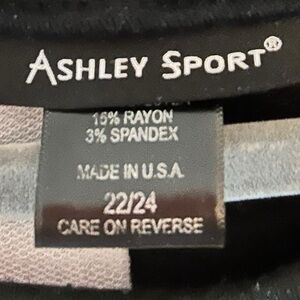 ASHLEY SPORT®
15% RAYON
3% SPANDEX
MADE IN U.S.A.
22/24
CARE ON REVERSE